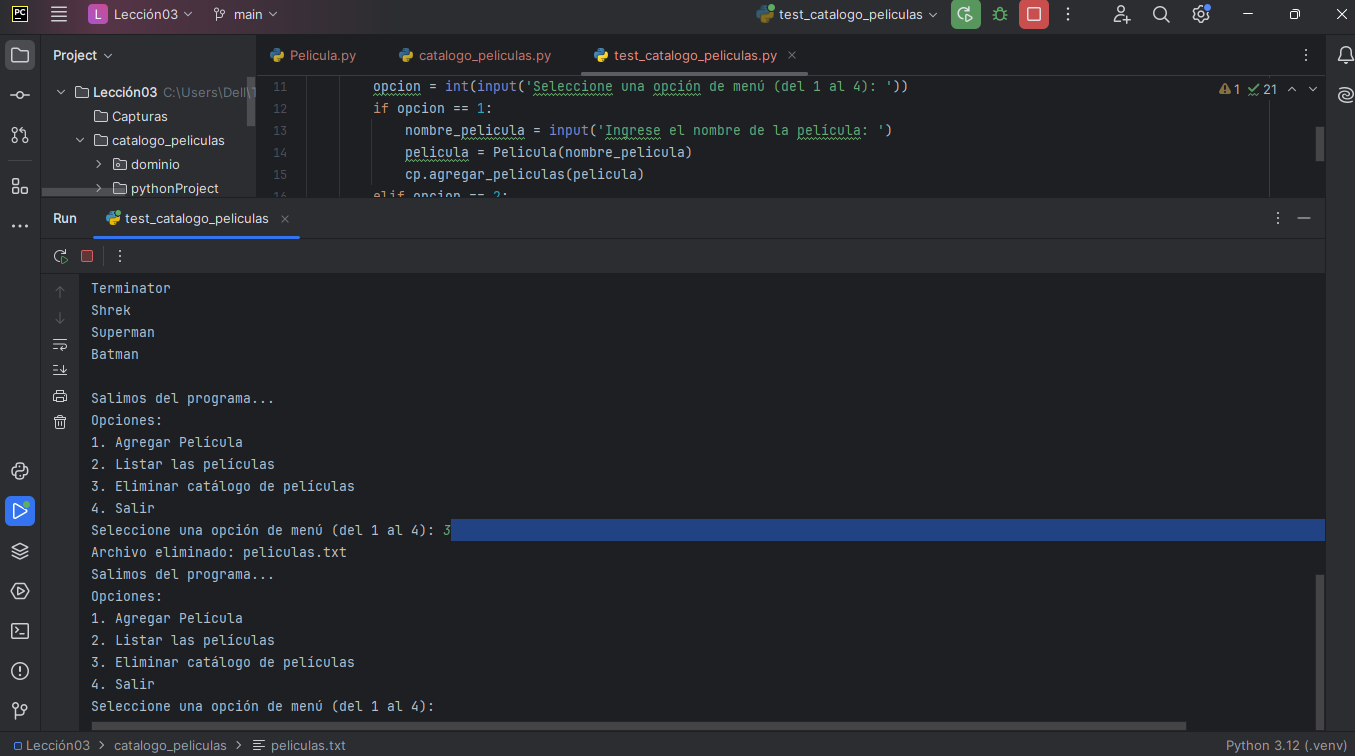 PC L Lección03 main test_catalogo_peliculas
Project
Pelicula.py catalogo_peliculas.py test_catalogo_peliculas.py
Lección03 C:\Users\Dell\
Capturas
catalogo_peliculas
dominio
pythonProject
11 opcion = int(input('Seleccione una opción de menú (del 1 al 4): '))
1 21
12 if opcion == 1:
13 nombre_pelicula = input('Ingrese el nombre de la película: ')
14 pelicula = Pelicula(nombre_pelicula)
15 cp.agregar_peliculas(pelicula)
16 elif opcion == 2:
Run test_catalogo_peliculas
Terminator
Shrek
Superman
Batman
Salimos del programa...
Opciones:
1. Agregar Película
2. Listar las películas
3. Eliminar catálogo de películas
4. Salir
Seleccione una opción de menú (del 1 al 4): 3
Archivo eliminado: peliculas.txt
Salimos del programa...
Opciones:
1. Agregar Película
2. Listar las películas
3. Eliminar catálogo de películas
4. Salir
Seleccione una opción de menú (del 1 al 4):
Lección03 catalogo_peliculas peliculas.txt Python 3.12 (.venv)